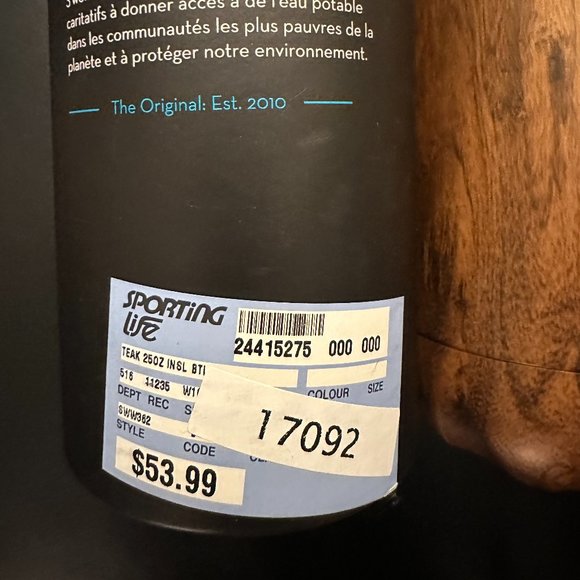 caritatifs à donner accès à de l'eau potable
dans les communautés les plus pauvres de la
planète et à protéger notre environnement.
The Original: Est. 2010
SPORTING
LIFE
24415275 000 000
TEAK 25OZ INSL BTL
516 11235
COLOUR SIZE
DEPT REC
SWW362
17092
STYLE CODE
$53.99